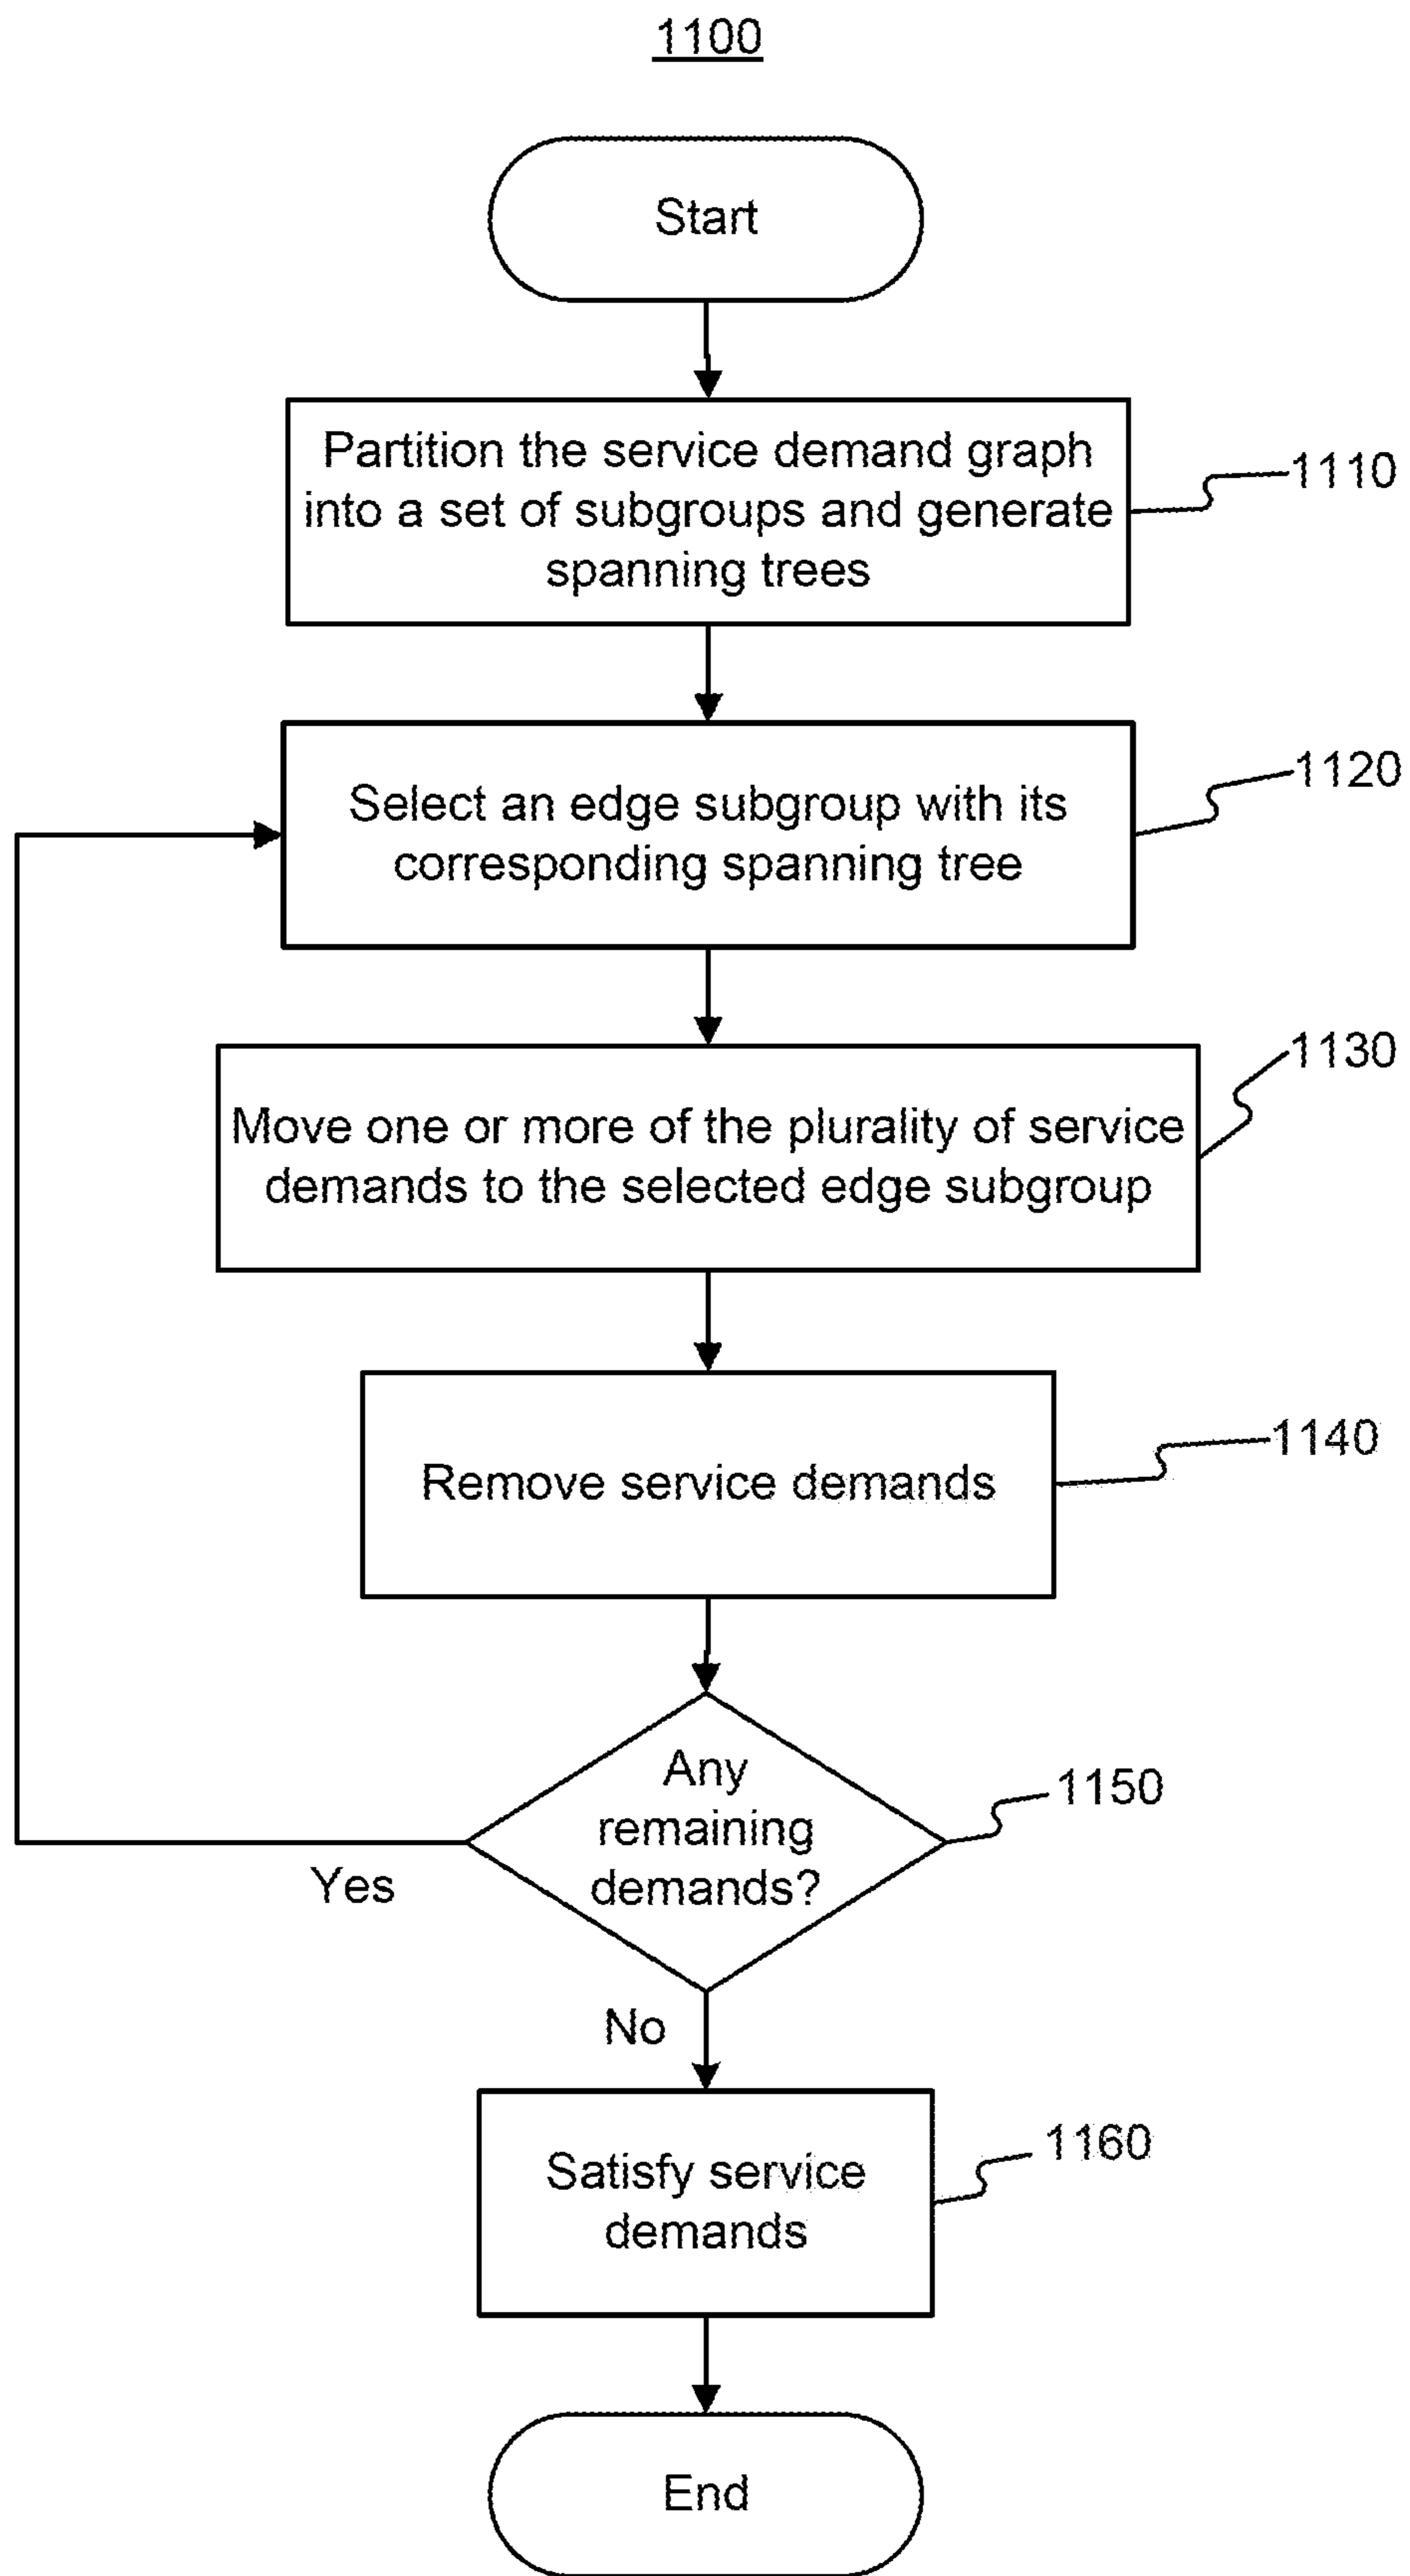 1100
Start
Partition the service demand graph
into a set of subgroups and generate
spanning trees
1110
Select an edge subgroup with its
corresponding spanning tree
1120
Move one or more of the plurality of service
demands to the selected edge subgroup
1130
Remove service demands
1140
Any
remaining
demands?
1150
Yes
No
Satisfy service
demands
1160
End